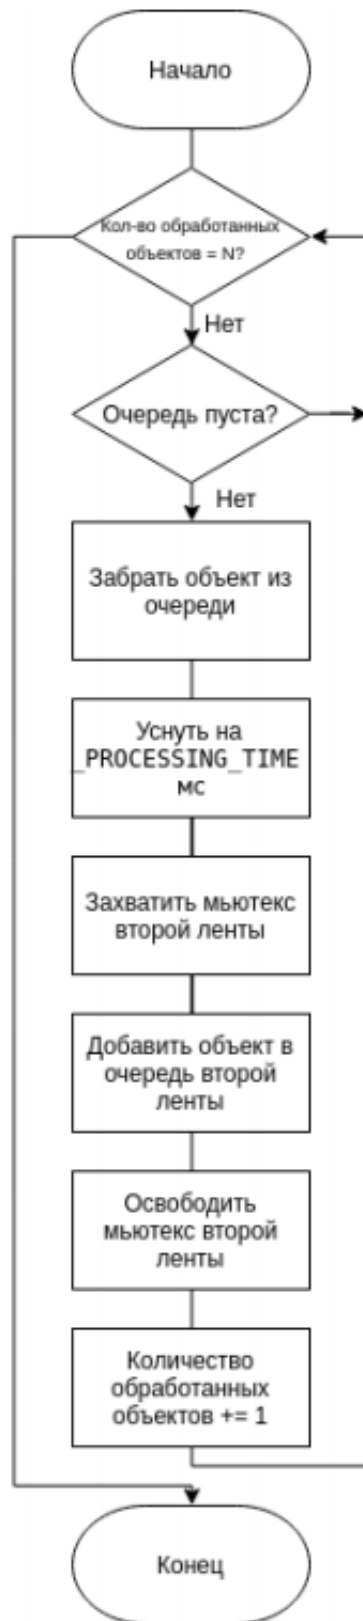 Начало
Кол-во обработанных
объектов = N?
Нет
Очередь пуста?
Нет
Забрать объект из
очереди
Уснуть на
_PROCESSING_TIME
мс
Захватить мьютекс
второй ленты
Добавить объект в
очередь второй
ленты
Освободить
мьютекс второй
ленты
Количество
обработанных
объектов += 1
Конец